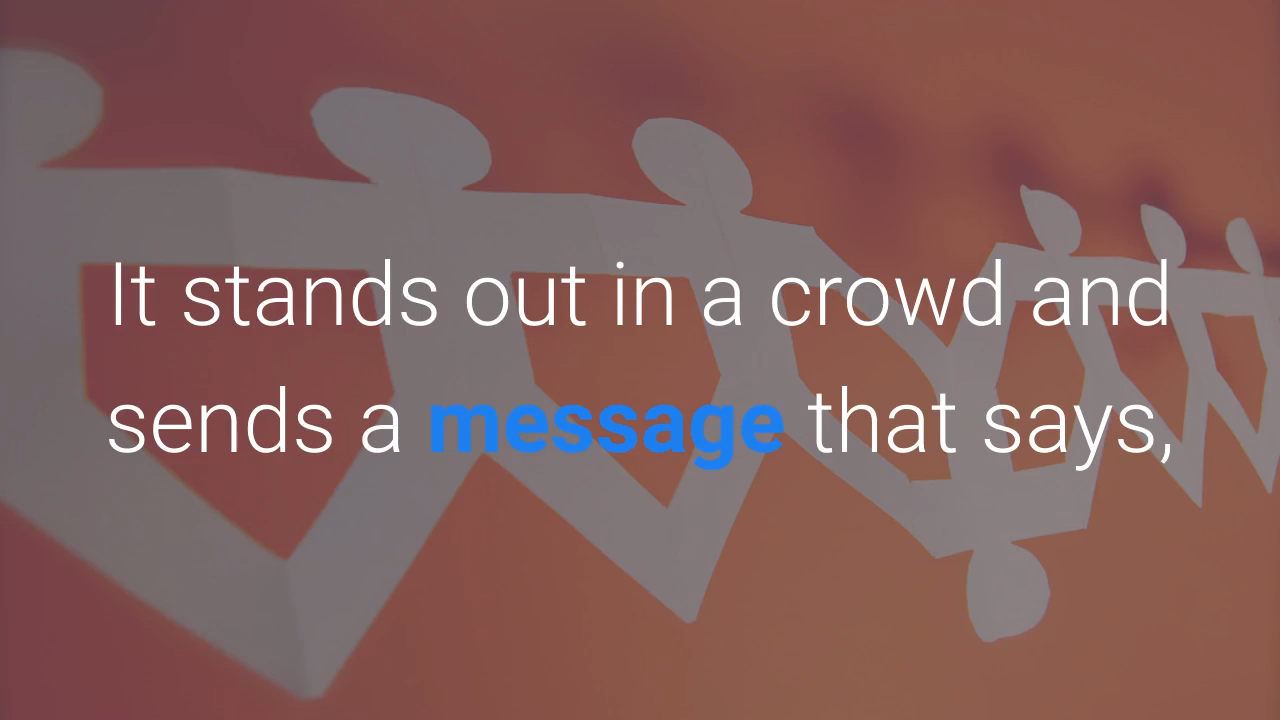 It stands out in a crowd and
sends a message that says,